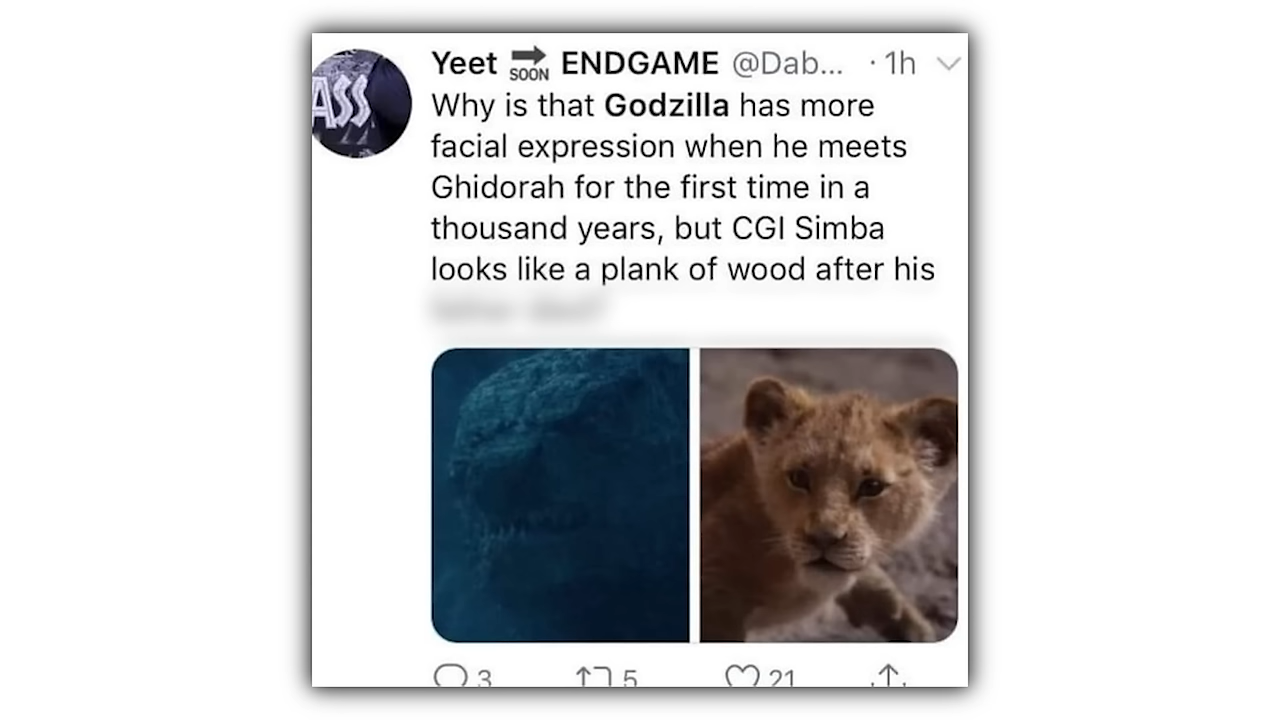 ASS
Yeet SOON ENDGAME @Dab... · 1h
Why is that Godzilla has more
facial expression when he meets
Ghidorah for the first time in a
thousand years, but CGI Simba
looks like a plank of wood after his
3 5 21